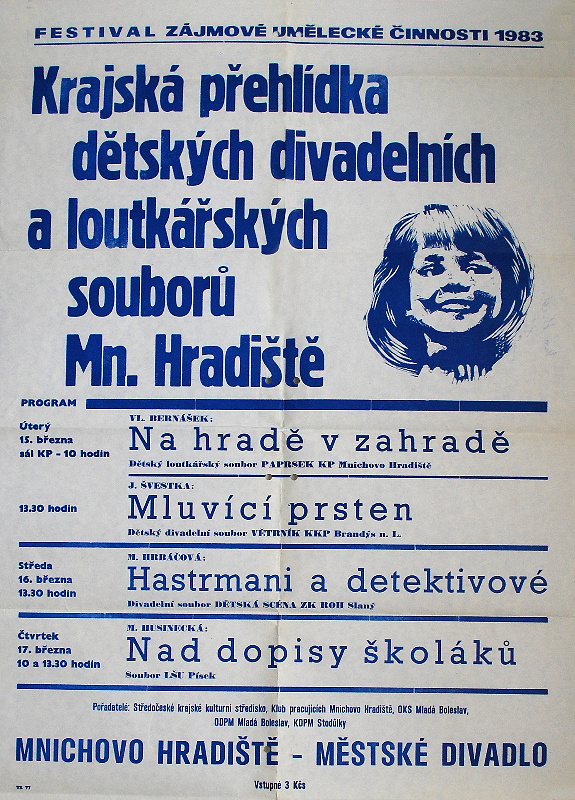 FESTIVAL ZÁJMOVÉ UMĚLECKÉ ČINNOSTI 1983
Krajská přehlídka
dětských divadelních
a loutkářských
souborů
Mn. Hradiště
PROGRAM
Úterý
15. března
sál KP - 10 hodin
VL. BERNÁŠEK:
Na hradě v zahradě
Dětský loutkářský soubor PAPRSEK KP Mnichovo Hradiště
13.30 hodin
J. ŠVESTKA:
Mluvící prsten
Dětský divadelní soubor VĚTRNÍK KKP Brandýs n. L.
Středa
16. března
13.30 hodin
M. HRBÁČOVÁ:
Hastrmani a detektivové
Divadelní soubor DĚTSKÁ SCÉNA ZK ROH Slaný
Čtvrtek
17. března
10 a 13.30 hodin
M. HUSINECKÁ:
Nad dopisy školáků
Soubor LŠU Písek
Pořadatelé: Středočeské krajské kulturní středisko, Klub pracujících Mnichovo Hradiště, OKS Mladá Boleslav,
ODPM Mladá Boleslav, KDPM Stodůlky
MNICHOVO HRADIŠTĚ - MĚSTSKÉ DIVADLO
Vstupné 3 Kčs